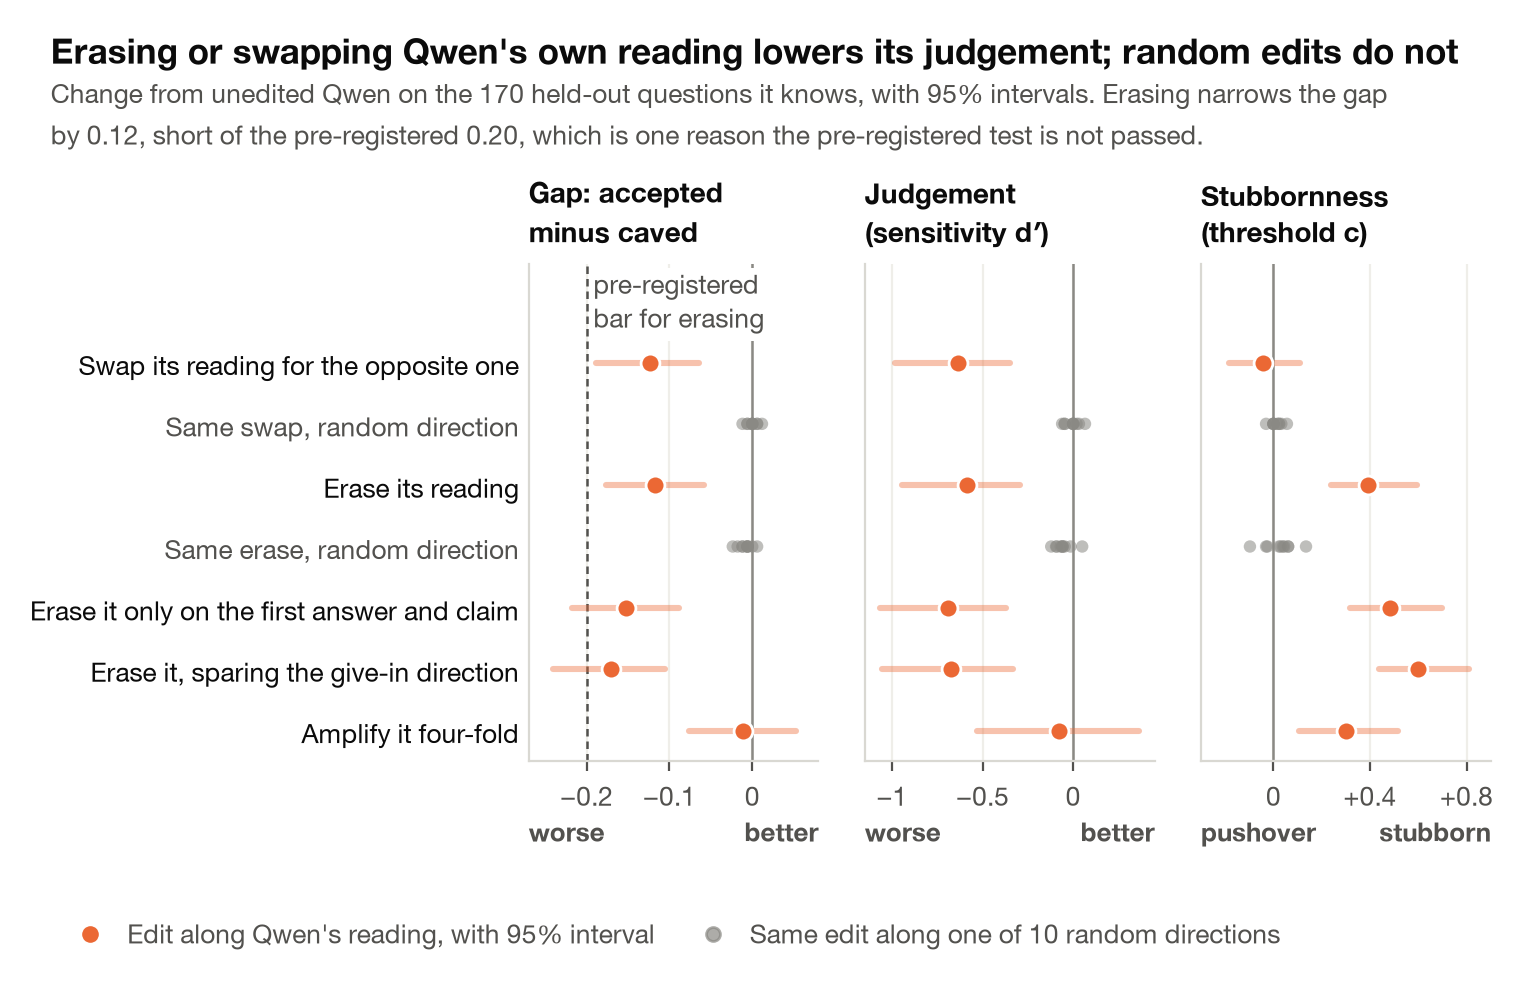 Erasing or swapping Qwen's own reading lowers its judgement; random edits do not
Change from unedited Qwen on the 170 held-out questions it knows, with 95% intervals. Erasing narrows the gap
by 0.12, short of the pre-registered 0.20, which is one reason the pre-registered test is not passed.
Gap: accepted
minus caved
Judgement
(sensitivity d′)
Stubbornness
(threshold c)
pre-registered
bar for erasing
Swap its reading for the opposite one
Same swap, random direction
Erase its reading
Same erase, random direction
Erase it only on the first answer and claim
Erase it, sparing the give-in direction
Amplify it four-fold
−0.2 −0.1 0
worse better
−1 −0.5 0
worse better
0 +0.4 +0.8
pushover stubborn
Edit along Qwen's reading, with 95% interval
Same edit along one of 10 random directions